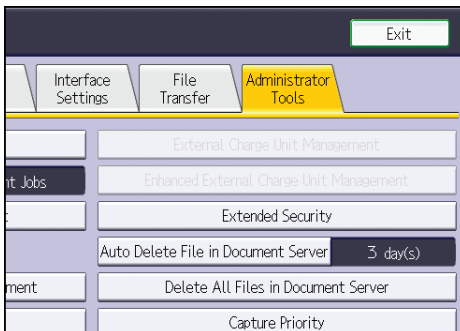 Exit
Interface
Settings
File
Transfer
Administrator
Tools
External Charge Unit Management
nt Jobs
Enhanced External Charge Unit Management
Extended Security
Auto Delete File in Document Server
3 day(s)
ment
Delete All Files in Document Server
Capture Priority